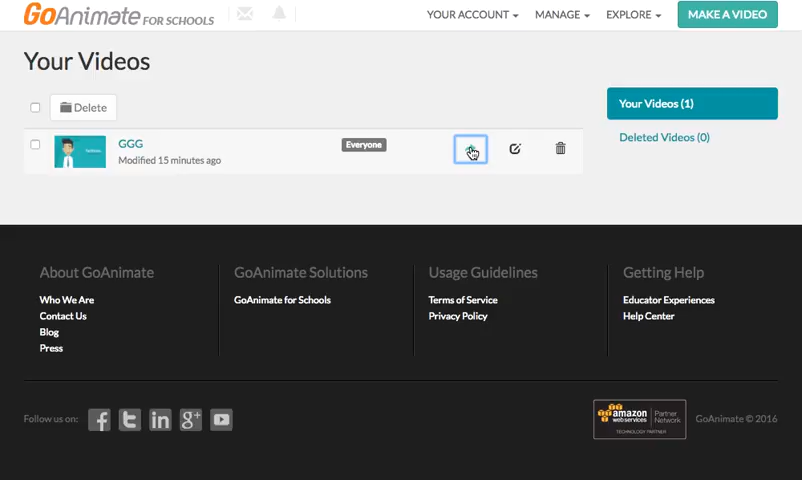 GoAnimate FOR SCHOOLS
YOUR ACCOUNT
MANAGE
EXPLORE
MAKE A VIDEO
Your Videos
Delete
GGG
Modified 15 minutes ago
Everyone
Your Videos (1)
Deleted Videos (0)
About GoAnimate
Who We Are
Contact Us
Blog
Press
GoAnimate Solutions
GoAnimate for Schools
Usage Guidelines
Terms of Service
Privacy Policy
Getting Help
Educator Experiences
Help Center
Follow us on:
amazon
webservices
Partner
Network
TECHNOLOGY PARTNER
GoAnimate © 2016